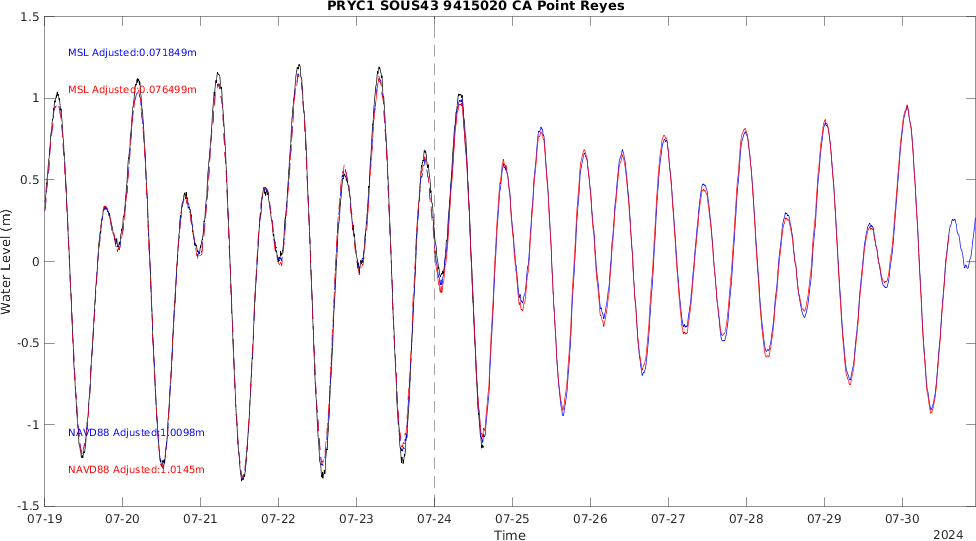 PRYC1 SOUS43 9415020 CA Point Reyes
1.5
MSL Adjusted:0.071849m
MSL Adjusted:0.076499m
1
0.5
0
-0.5
-1
-1.5
Water Level (m)
NAVD88 Adjusted:1.0098m
NAVD88 Adjusted:1.0145m
07-19 07-20 07-21 07-22 07-23 07-24 07-25 07-26 07-27 07-28 07-29 07-30
Time
2024